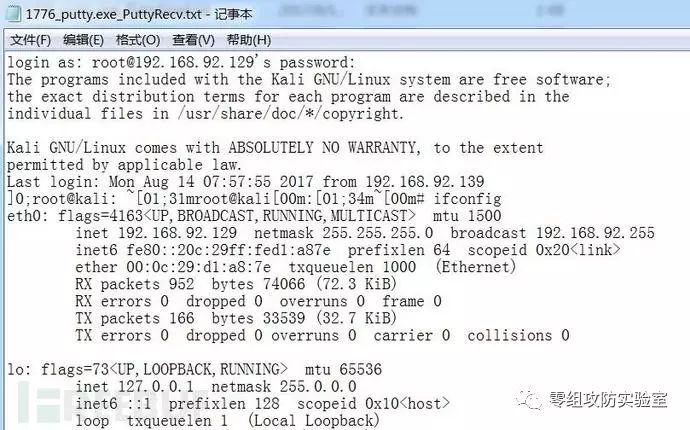 1776_putty.exe_PuttyRecv.txt - 记事本
文件(F) 编辑(E) 格式(O) 查看(V) 帮助(H)
login as: root@192.168.92.129's password:
The programs included with the Kali GNU/Linux system are free software;
the exact distribution terms for each program are described in the
individual files in /usr/share/doc/*/copyright.
Kali GNU/Linux comes with ABSOLUTELY NO WARRANTY, to the extent
permitted by applicable law.
Last login: Mon Aug 14 07:57:55 2017 from 192.168.92.139
]0;root@kali: ~[01;31mroot@kali[00m:[01;34m~[00m# ifconfig
eth0: flags=4163<UP,BROADCAST,RUNNING,MULTICAST> mtu 1500
inet 192.168.92.129 netmask 255.255.255.0 broadcast 192.168.92.255
inet6 fe80::20c:29ff:fed1:a87e prefixlen 64 scopeid 0x20<link>
ether 00:0c:29:d1:a8:7e txqueuelen 1000 (Ethernet)
RX packets 952 bytes 74066 (72.3 KiB)
RX errors 0 dropped 0 overruns 0 frame 0
TX packets 166 bytes 33539 (32.7 KiB)
TX errors 0 dropped 0 overruns 0 carrier 0 collisions 0
lo: flags=73<UP,LOOPBACK,RUNNING> mtu 65536
inet 127.0.0.1 netmask 255.0.0.0
inet6 ::1 prefixlen 128 scopeid 0x10<host>
loop txqueuelen 1 (Local Loopback)
零组攻防实验室